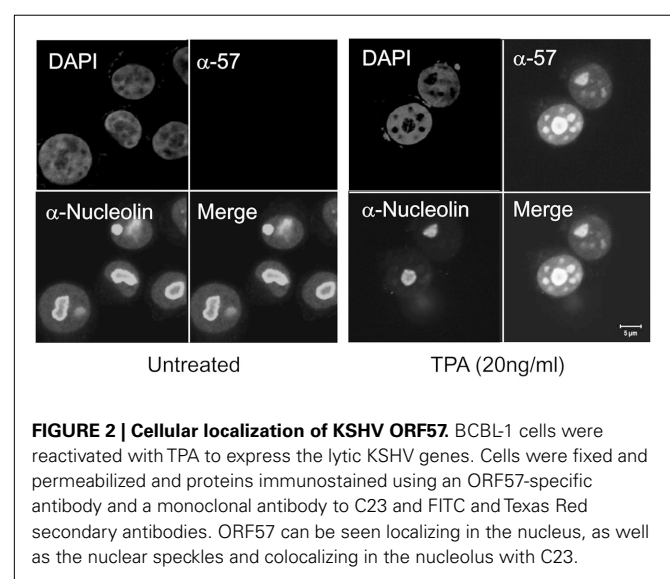 DAPI α-57
α-Nucleolin Merge
Untreated
DAPI α-57
α-Nucleolin Merge
5 µm
TPA (20ng/ml)
FIGURE 2 | Cellular localization of KSHV ORF57. BCBL-1 cells were
reactivated with TPA to express the lytic KSHV genes. Cells were fixed and
permeabilized and proteins immunostained using an ORF57-specific
antibody and a monoclonal antibody to C23 and FITC and Texas Red
secondary antibodies. ORF57 can be seen localizing in the nucleus, as well
as the nuclear speckles and colocalizing in the nucleolus with C23.